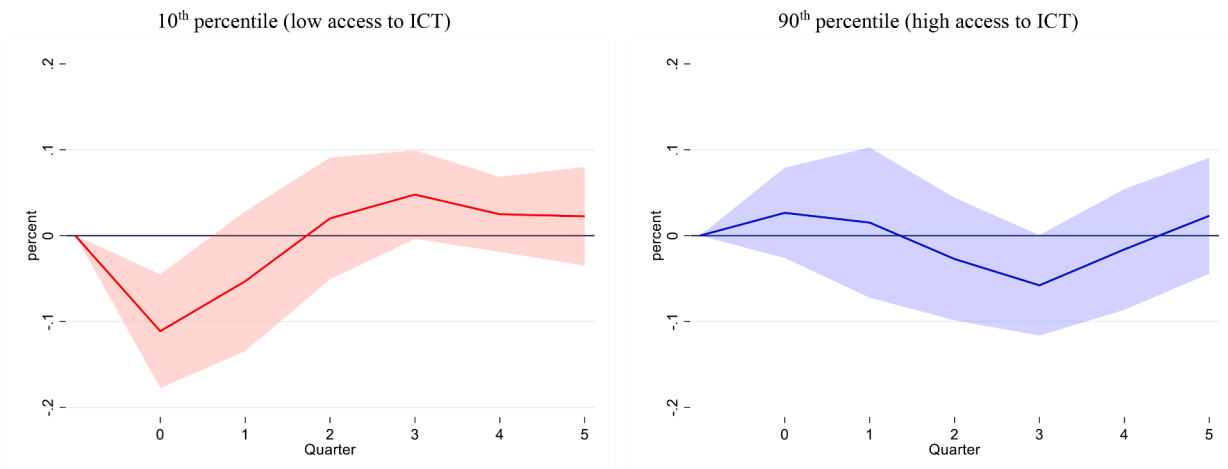 10th percentile (low access to ICT)
.2
.1
0
-.1
-.2
percent
0 1 2 3 4 5
Quarter
90th percentile (high access to ICT)
.2
.1
0
-.1
-.2
percent
0 1 2 3 4 5
Quarter